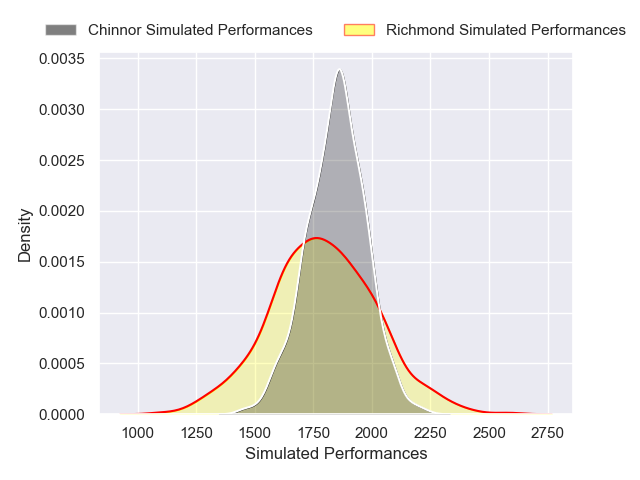 Chinnor Simulated Performances
Richmond Simulated Performances
0.0035
0.0030
0.0025
0.0020
0.0015
0.0010
0.0005
0.0000
Density
1000 1250 1500 1750 2000 2250 2500 2750
Simulated Performances